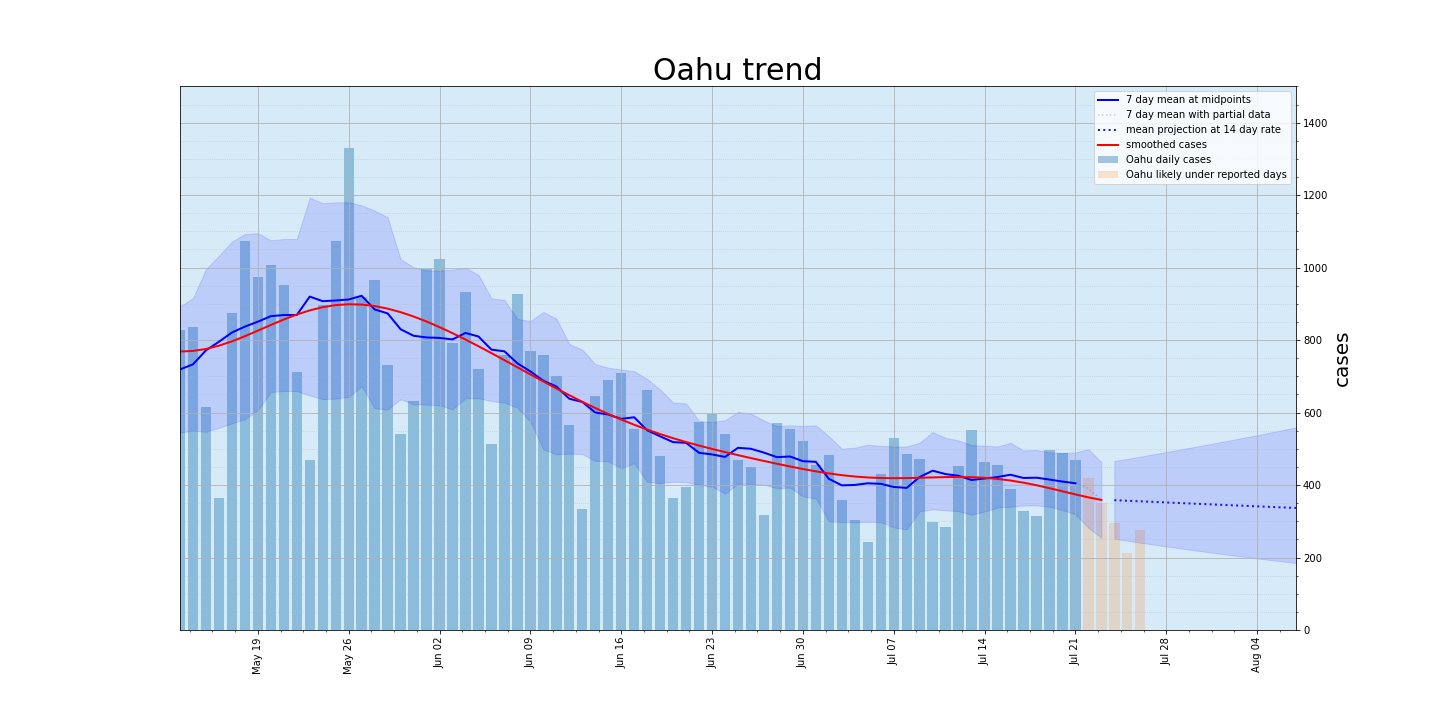 Oahu trend
7 day mean at midpoints
7 day mean with partial data
mean projection at 14 day rate
smoothed cases
Oahu daily cases
Oahu likely under reported days
1400
1200
1000
800
600
400
200
0
cases
May 19
May 26
Jun 02
Jun 09
Jun 16
Jun 23
Jun 30
Jul 07
Jul 14
Jul 21
Jul 28
Aug 04